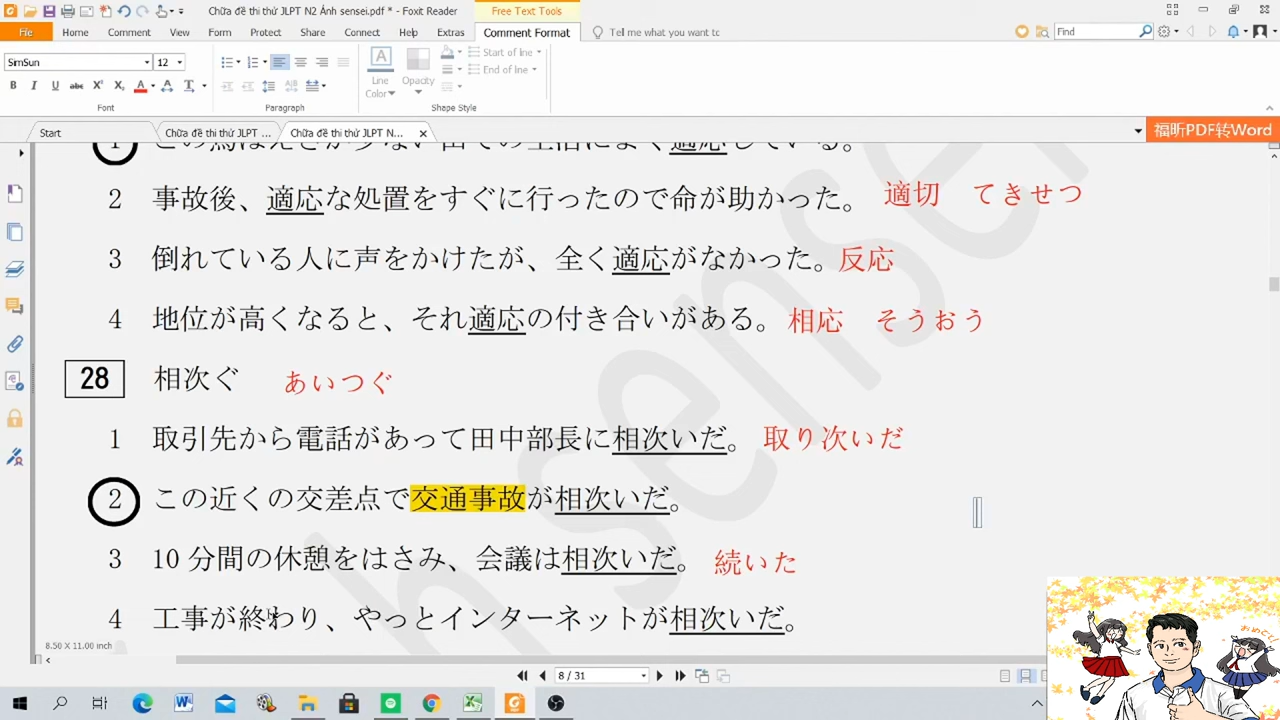 Chữa đề thi thử JLPT N2 Ánh sensei.pdf * - Foxit Reader
Free Text Tools
File Home Comment View Form Protect Share Connect Help Extras Comment Format Tell me what you want tc Find
SimSun 12 Start of line
End of line
Line Color Opacity
Font Paragraph Shape Style
Start Chữa đề thi thử JLPT ... Chữa đề thi thử JLPT N... 福昕PDF转Word
2 事故後、適応な処置をすぐに行ったので命が助かった。 適切 てきせつ
3 倒れている人に声をかけたが、全く適応がなかった。反応
4 地位が高くなると、それ適応の付き合いがある。 相応 そうおう
28 相次ぐ あいつぐ
1 取引先から電話があって田中部長に相次いだ。 取り次いだ
2 この近くの交差点で交通事故が相次いだ。
3 10 分間の休憩をはさみ、会議は相次いだ。 続いた
4 工事が終わり、やっとインターネットが相次いだ。
8.50 x 11.00 inch
8 / 31
h sensei
おめでとう